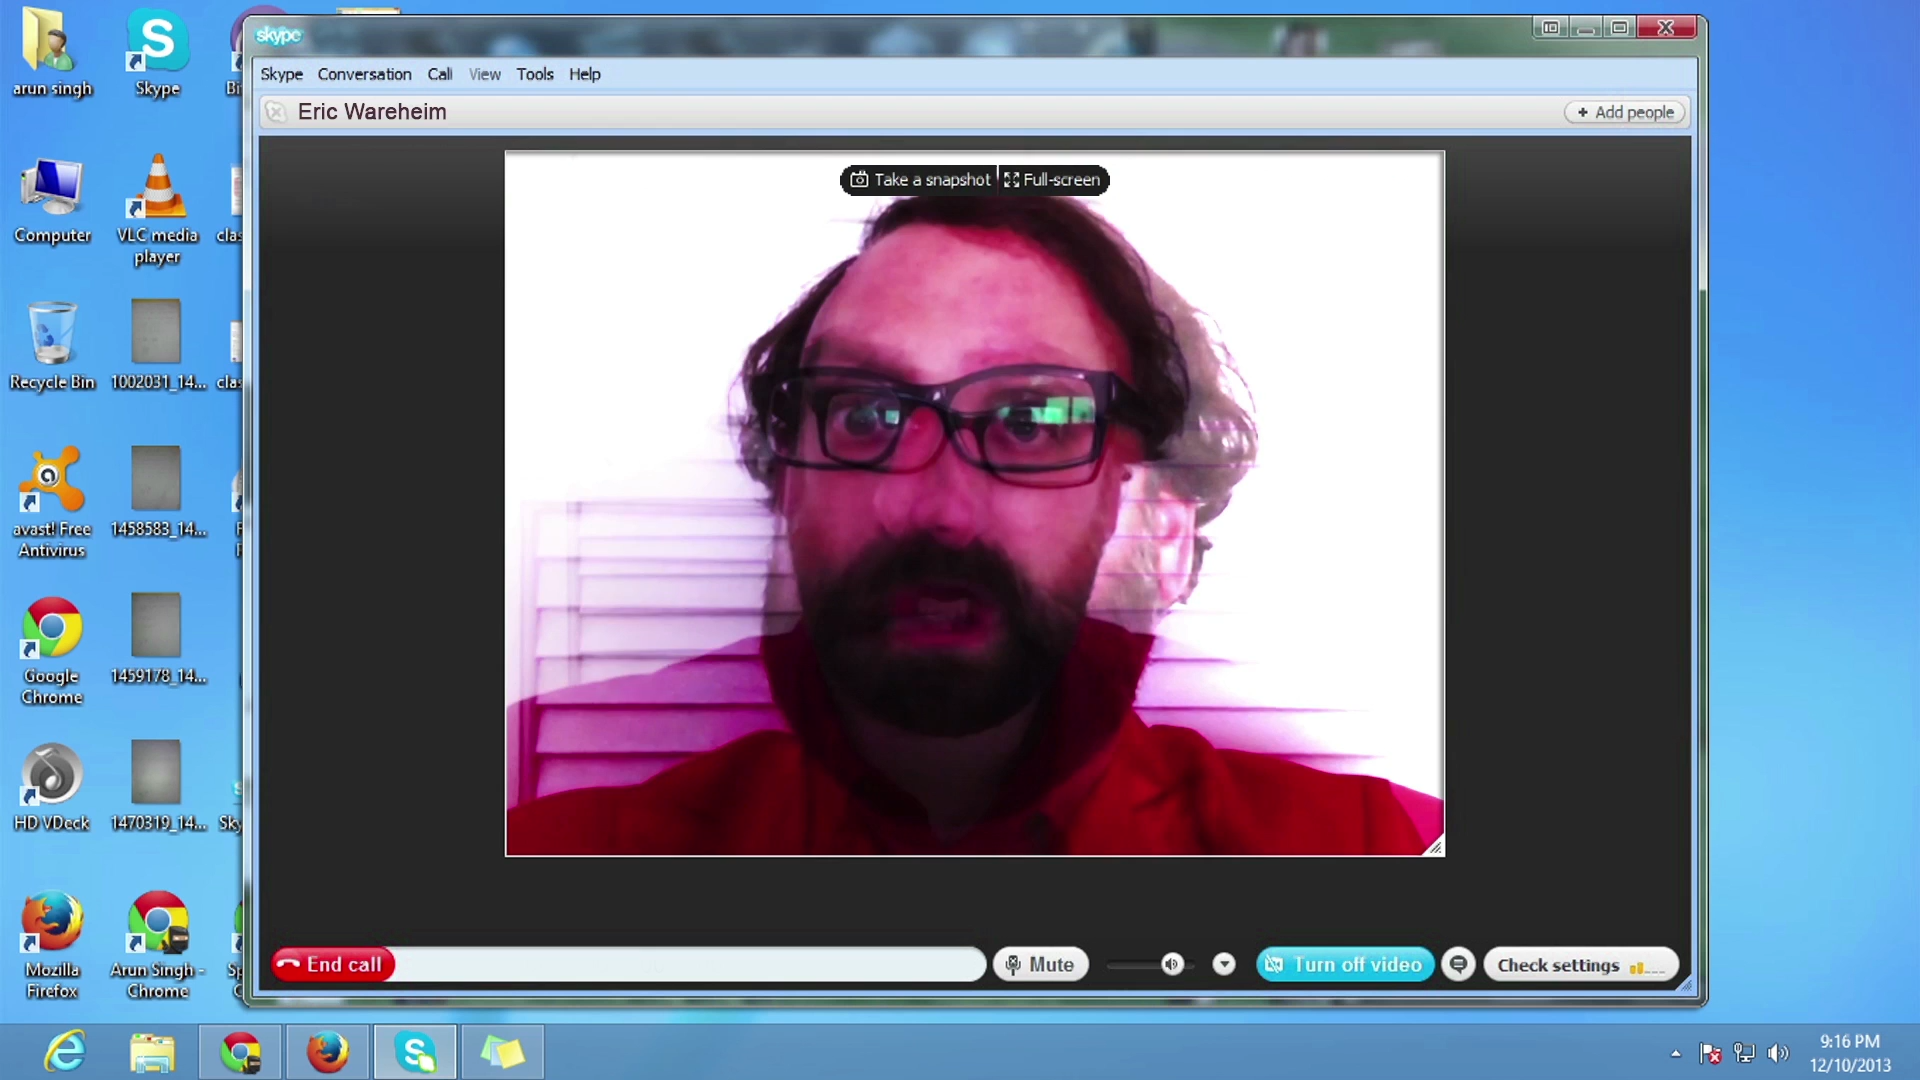 skype
Skype Conversation Call View Tools Help
Eric Wareheim
+ Add people
Take a snapshot
Full-screen
arun singh
Skype
Computer
VLC media
player
Recycle Bin
1002031_14...
avast! Free
Antivirus
1458583_14...
Google
Chrome
1459178_14...
HD VDeck
1470319_14...
Sky
Mozilla
Firefox
Arun Singh -
Chrome
End call
Mute
Turn off video
Check settings
9:16 PM
12/10/2013